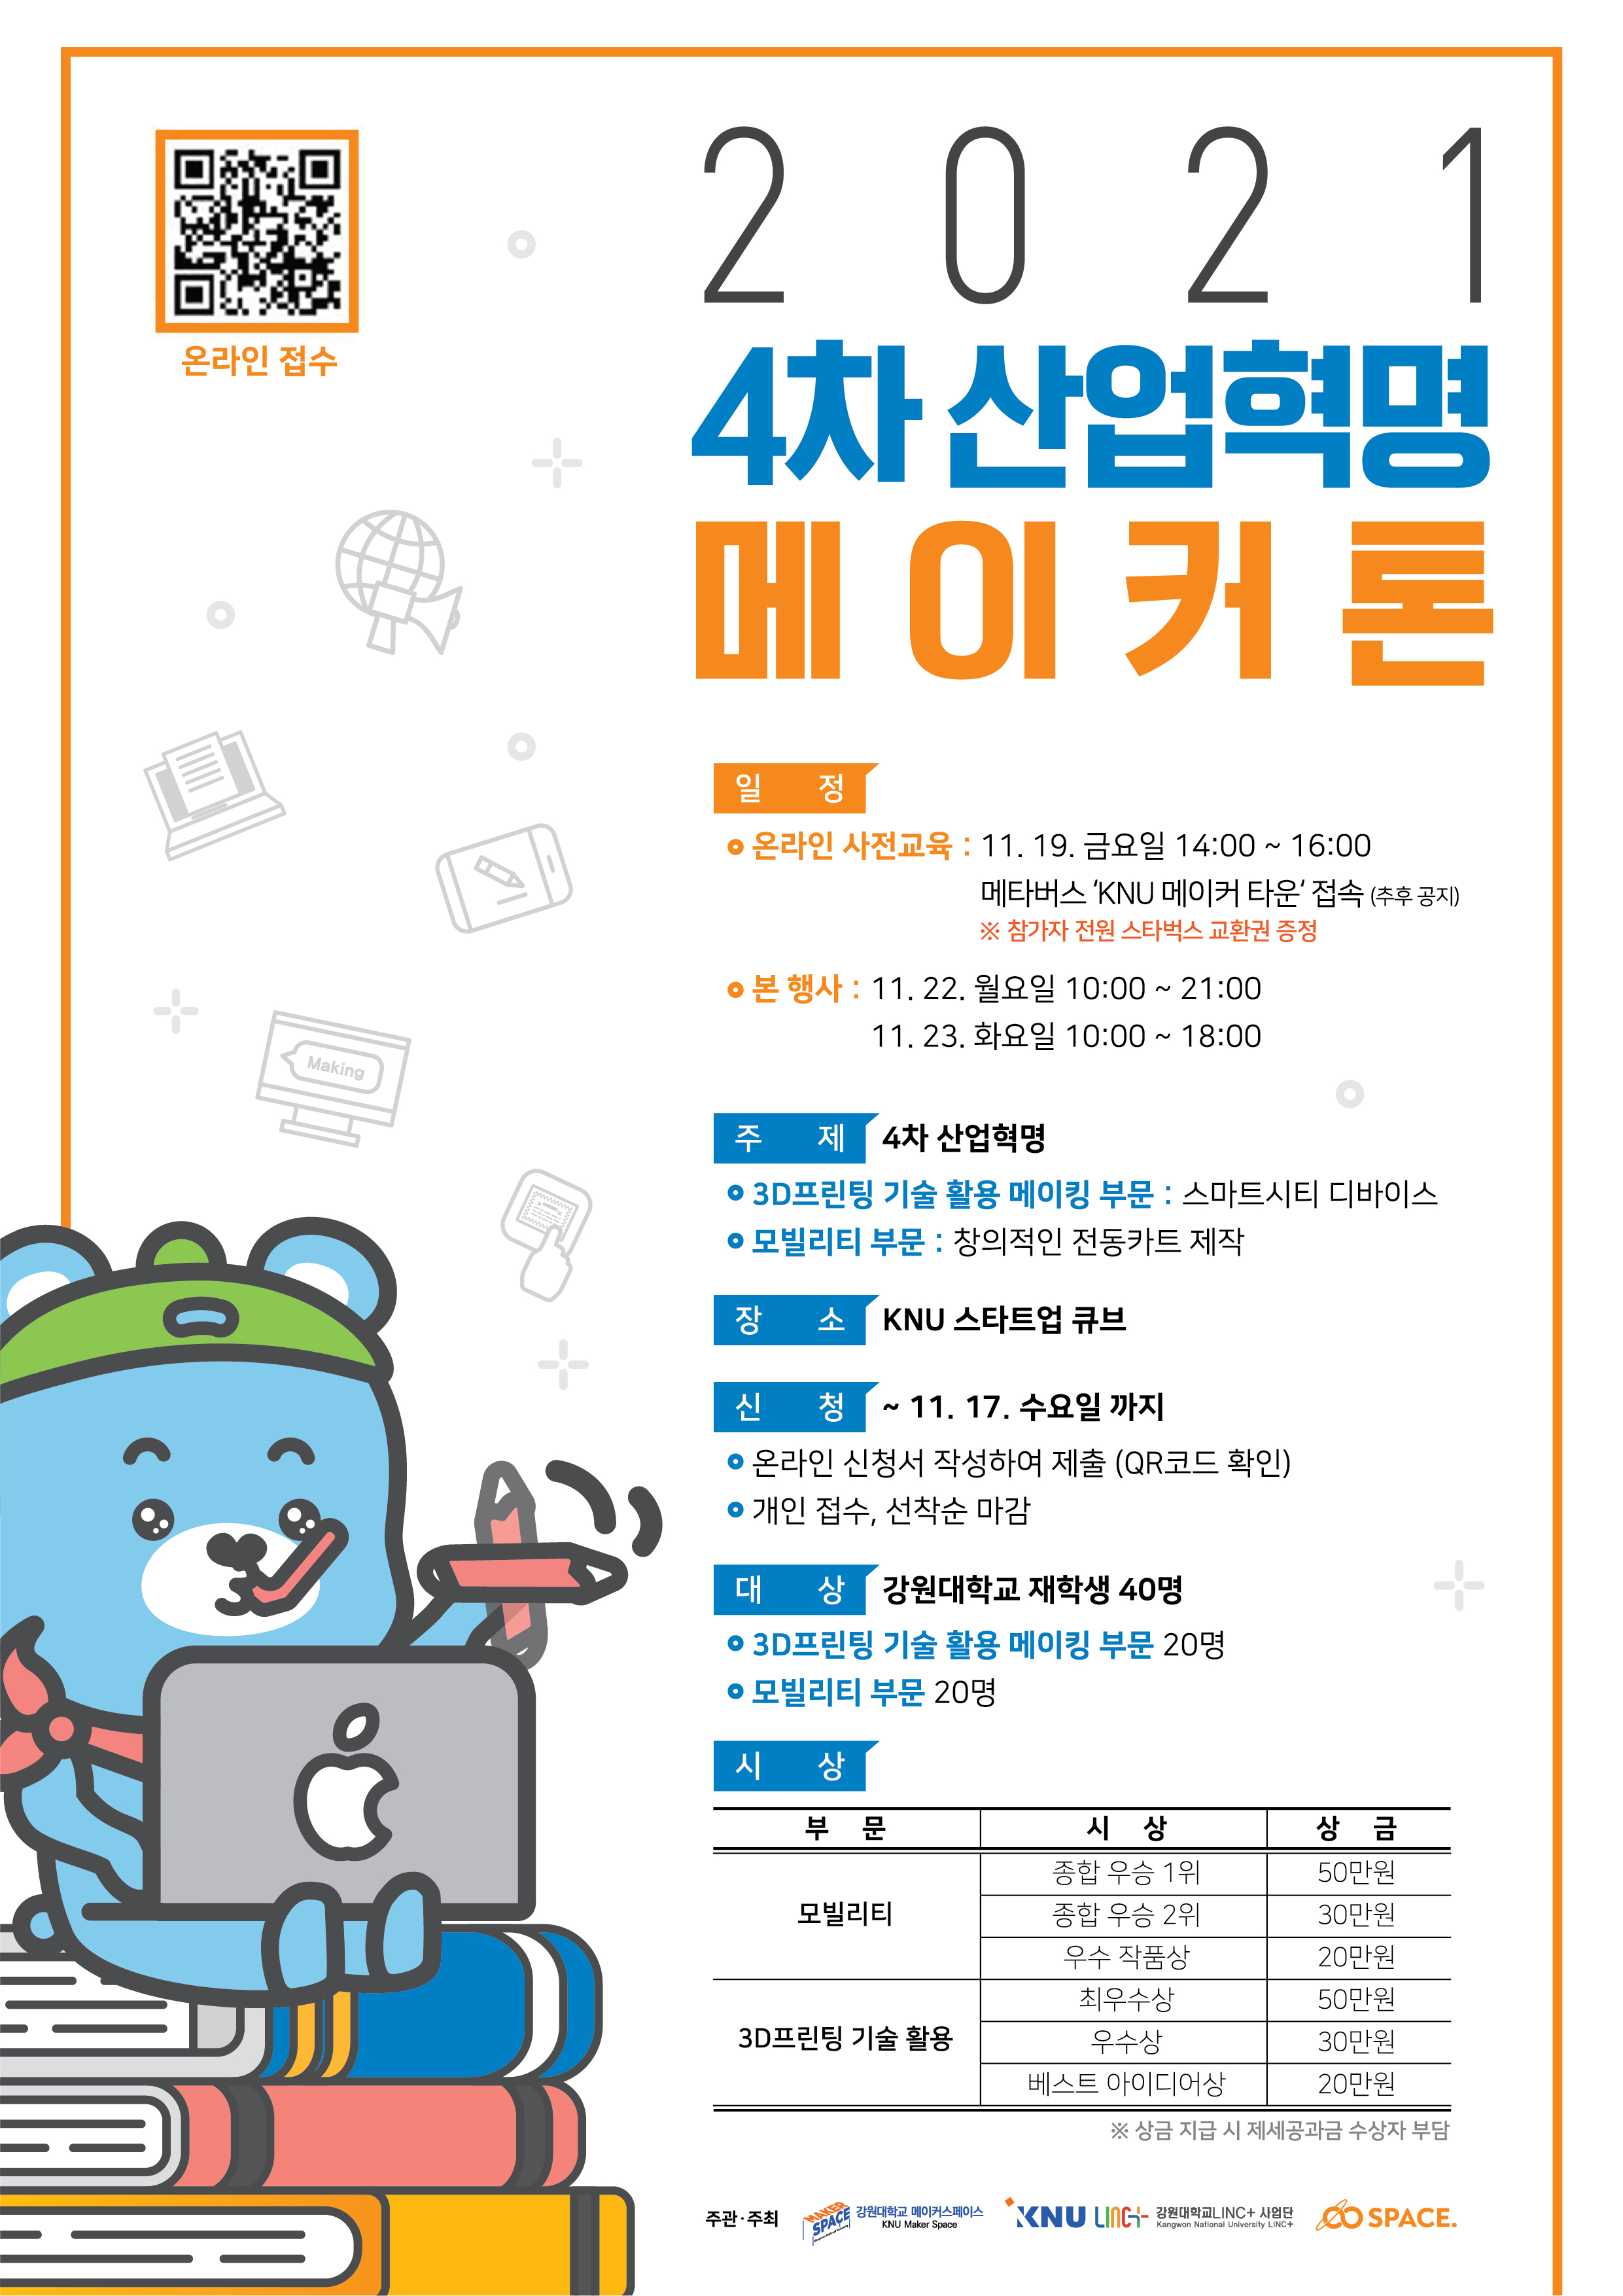 2021
4차 산업혁명
메이커론
온라인 접수
일 정
온라인 사전교육 : 11. 19. 금요일 14:00 ~ 16:00
메타버스 ‘KNU 메이커 타운‘ 접속 (추후 공지)
※ 참가자 전원 스타벅스 교환권 증정
본 행사 : 11. 22. 월요일 10:00 ~ 21:00
11. 23. 화요일 10:00 ~ 18:00
Making
주 제 4차 산업혁명
3D프린팅 기술 활용 메이킹 부문 : 스마트시티 디바이스
모빌리티 부문 : 창의적인 전동카트 제작
장 소 KNU 스타트업 큐브
신 청 ~ 11. 17. 수요일 까지
온라인 신청서 작성하여 제출 (QR코드 확인)
개인 접수, 선착순 마감
대 상 강원대학교 재학생 40명
3D프린팅 기술 활용 메이킹 부문 20명
모빌리티 부문 20명
시 상
부 문 시 상 상 금
모빌리티 종합 우승 1위 50만원
종합 우승 2위 30만원
우수 작품상 20만원
3D프린팅 기술 활용 최우수상 50만원
우수상 30만원
베스트 아이디어상 20만원
※ 상금 지급 시 제세공과금 수상자 부담
주관·주최 MAKER SPACE 강원대학교 메이커스페이스 KNU LINC+ 강원대학교LINC+ 사업단 SPACE.
KNU Maker Space Kangwon National University LINC+